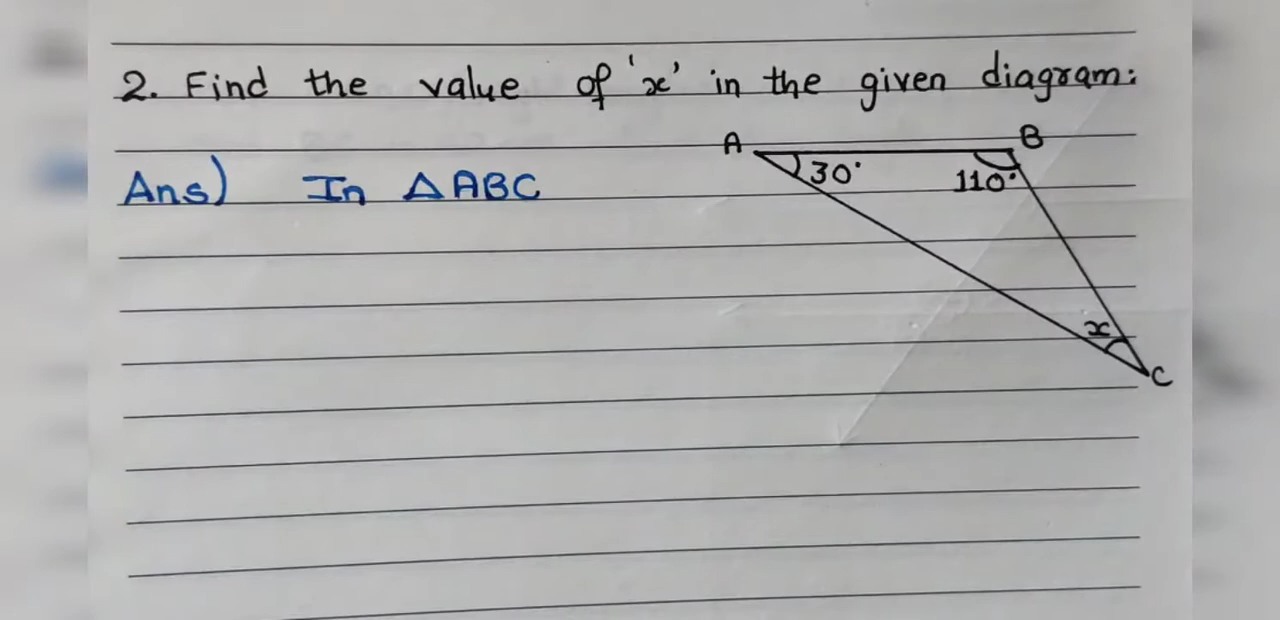 2. Find the value of 'x' in the given diagram:
A B
Ans) In △ABC 30° 110°
x
C